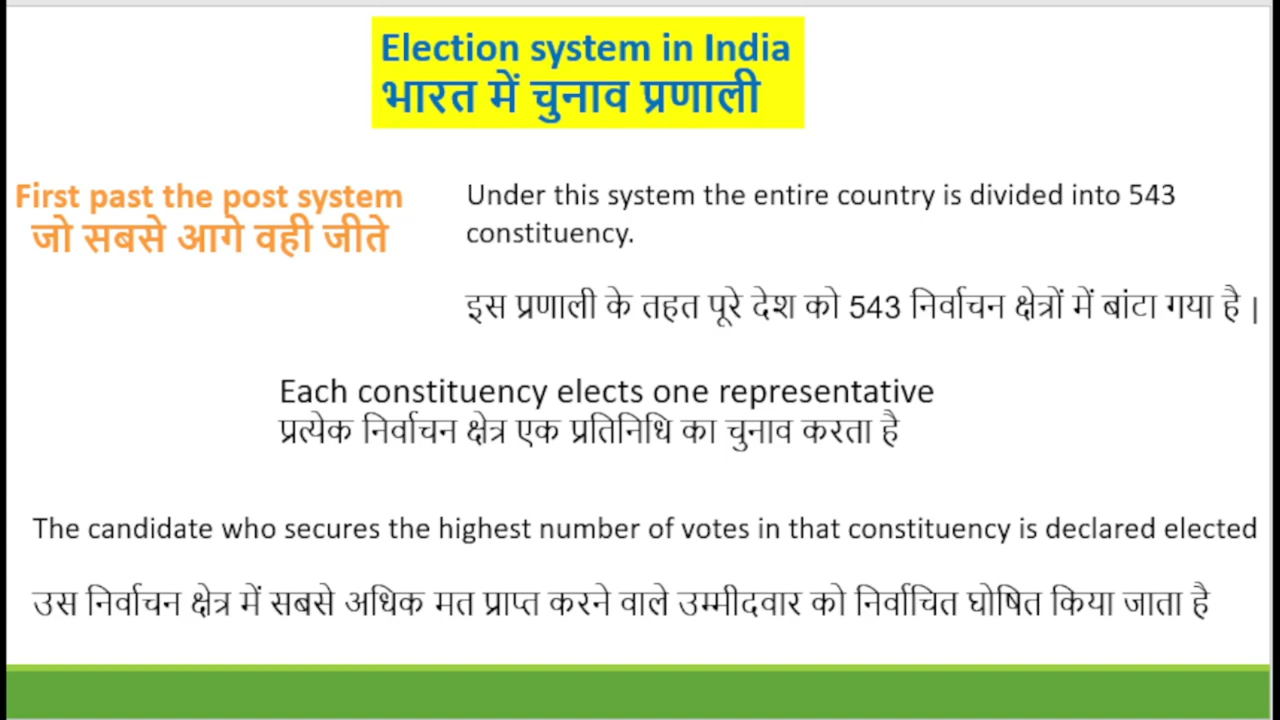 Election system in India
भारत में चुनाव प्रणाली
First past the post system
जो सबसे आगे वही जीते
Under this system the entire country is divided into 543
constituency.
इस प्रणाली के तहत पूरे देश को 543 निर्वाचन क्षेत्रों में बांटा गया है |
Each constituency elects one representative
प्रत्येक निर्वाचन क्षेत्र एक प्रतिनिधि का चुनाव करता है
The candidate who secures the highest number of votes in that constituency is declared elected
उस निर्वाचन क्षेत्र में सबसे अधिक मत प्राप्त करने वाले उम्मीदवार को निर्वाचित घोषित किया जाता है